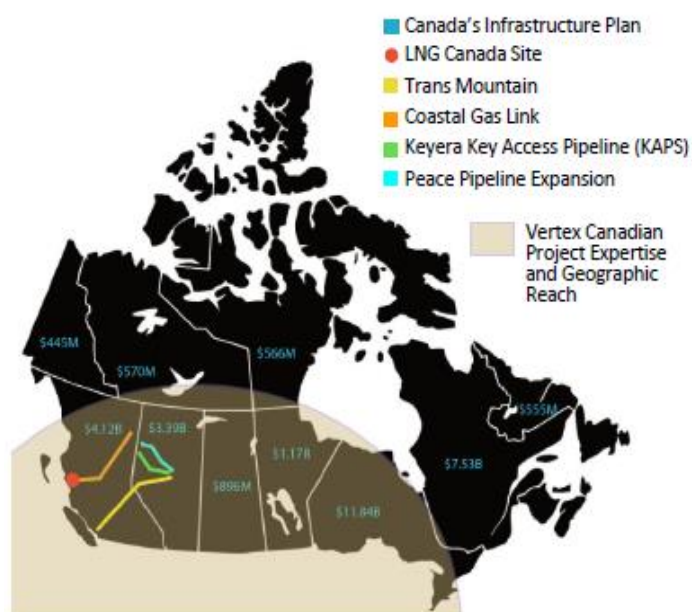 Canada's Infrastructure Plan
LNG Canada Site
Trans Mountain
Coastal Gas Link
Keyera Key Access Pipeline (KAPS)
Peace Pipeline Expansion
Vertex Canadian
Project Expertise
and Geographic
Reach
$445M
$570M
$566M
$555M
$4.12B
$3.39B
$1.17B
$7.53B
$896M
$11.84B